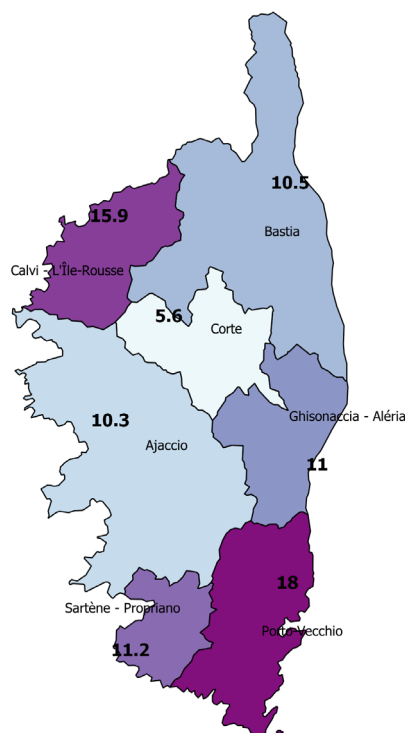 10.5
15.9
Bastia
Calvi - L'Île-Rousse
5.6
Corte
10.3
Ghisonaccia - Aléria
Ajaccio
11
18
Sartène - Propriano
Porto-Vecchio
11.2